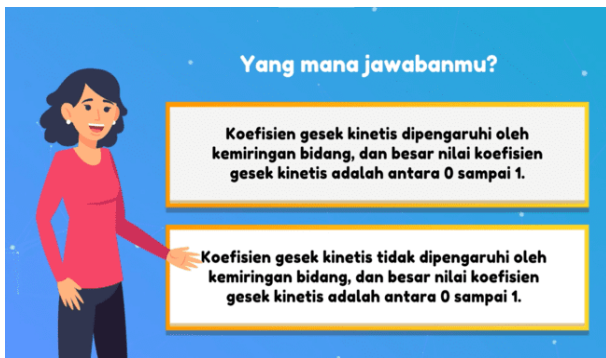 Yang mana jawabanmu?
Koefisien gesek kinetis dipengaruhi oleh
kemiringan bidang, dan besar nilai koefisien
gesek kinetis adalah antara 0 sampai 1.
Koefisien gesek kinetis tidak dipengaruhi oleh
kemiringan bidang, dan besar nilai koefisien
gesek kinetis adalah antara 0 sampai 1.